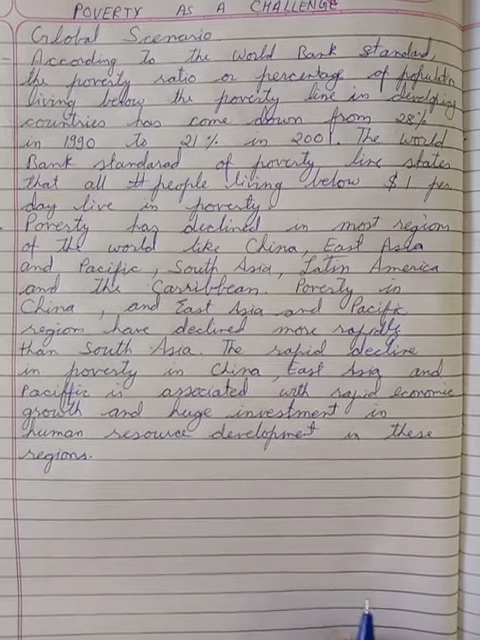 POVERTY AS A CHALLENGE
Global Scenario
- According To the World Bank standard,
the poverty ratio or percentage of populatn
living below the poverty line in developing
countries has come down from 28%
in 1990 to 21% in 2001. The world
Bank standarad of poverty line states
that all people living below $1 per
day live in poverty.
Poverty has declined in most regions
of the world like China, East Asia
and Pacific, South Asia, Latin America
and the Carribbean. Poverty in
China, and East Asia and Pacific
region have declined more rapidly
than South Asia. The rapid decline
in poverty in China, East Asia and
Paciffic is associated with rapid economic
growth and huge investment in
human resource development in these
regions.